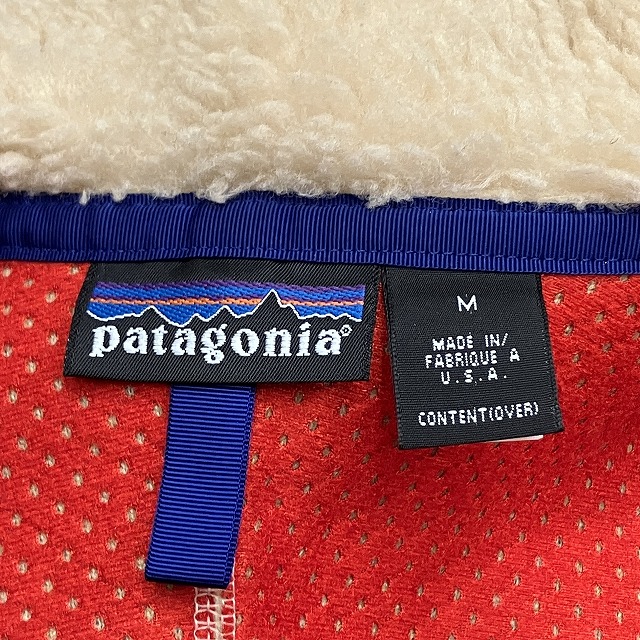 patagonia®
M
MADE IN/
FABRIQUE A
U.S.A.
CONTENT(OVER)